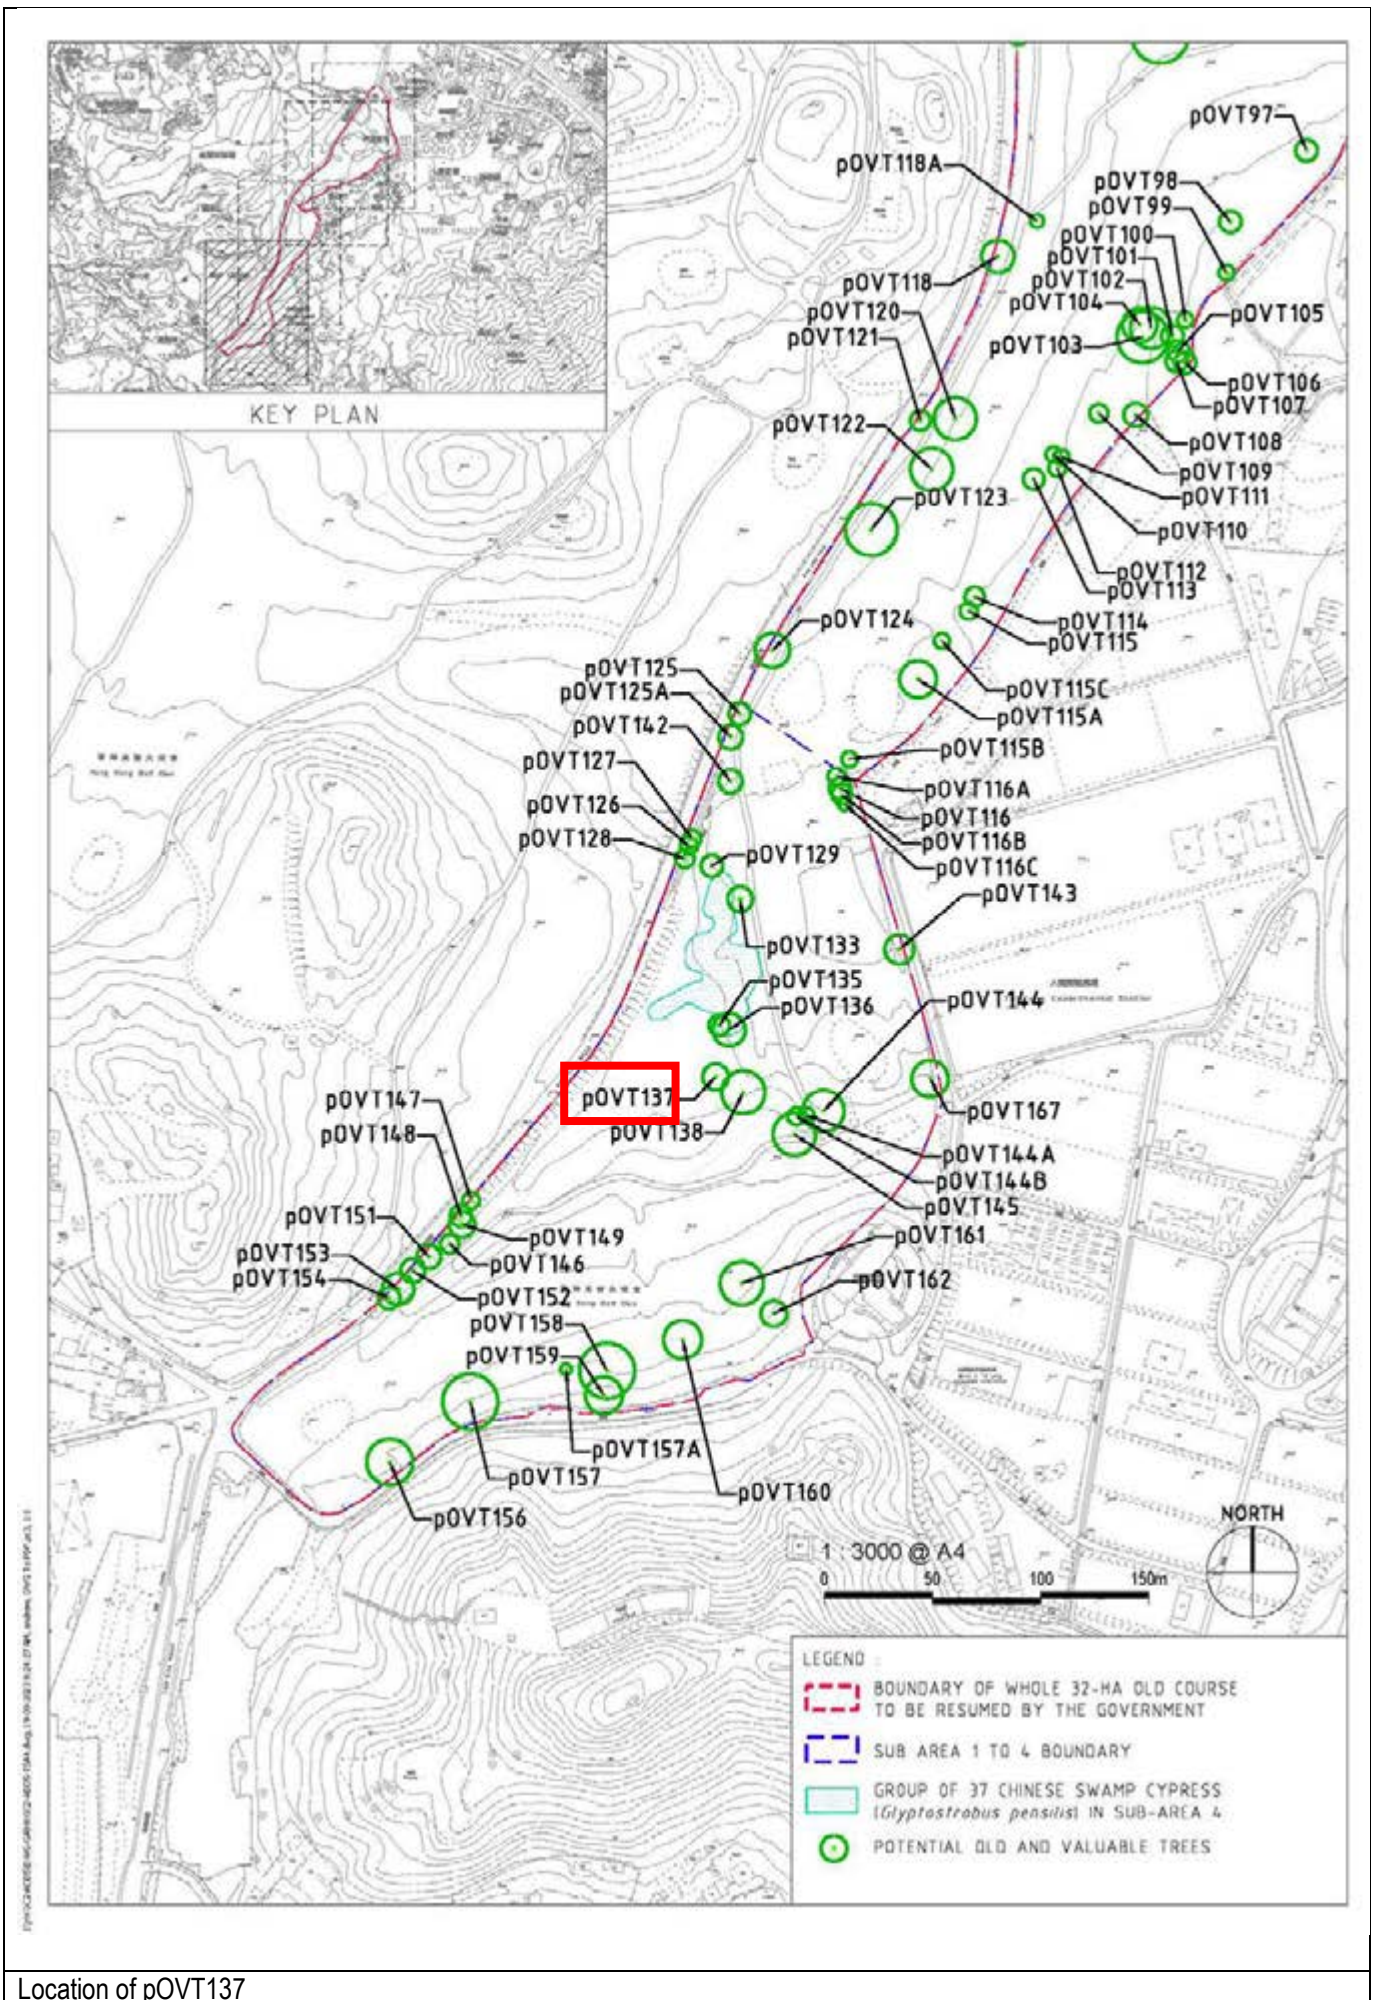 KEY PLAN
pOVT97
pOVT118A
pOVT98
pOVT99
pOVT100
pOVT101
pOVT102
pOVT104
pOVT118
pOVT120
pOVT121
pOVT103
pOVT105
pOVT106
pOVT107
pOVT122
pOVT108
pOVT109
pOVT111
pOVT123
pOVT110
pOVT112
pOVT113
pOVT124
pOVT114
pOVT115
pOVT125
pOVT125A
pOVT115C
pOVT142
pOVT115A
pOVT115B
pOVT127
pOVT116A
pOVT126
pOVT116
pOVT128
pOVT116B
pOVT129
pOVT116C
pOVT143
pOVT133
pOVT135
pOVT136
pOVT144
Experimental Station
pOVT137
pOVT147
pOVT167
pOVT138
pOVT148
pOVT144A
pOVT144B
pOVT145
pOVT151
pOVT149
pOVT161
pOVT153
pOVT146
pOVT154
pOVT162
pOVT152
pOVT158
pOVT159
pOVT157A
pOVT157
pOVT160
pOVT156
NORTH
1 : 3000 @ A4
0 50 100 150m
LEGEND :
BOUNDARY OF WHOLE 32-HA OLD COURSE
TO BE RESUMED BY THE GOVERNMENT
SUB AREA 1 TO 4 BOUNDARY
GROUP OF 37 CHINESE SWAMP CYPRESS
(Glyptostrobus pensilis) IN SUB-AREA 4
POTENTIAL OLD AND VALUABLE TREES
Location of pOVT137